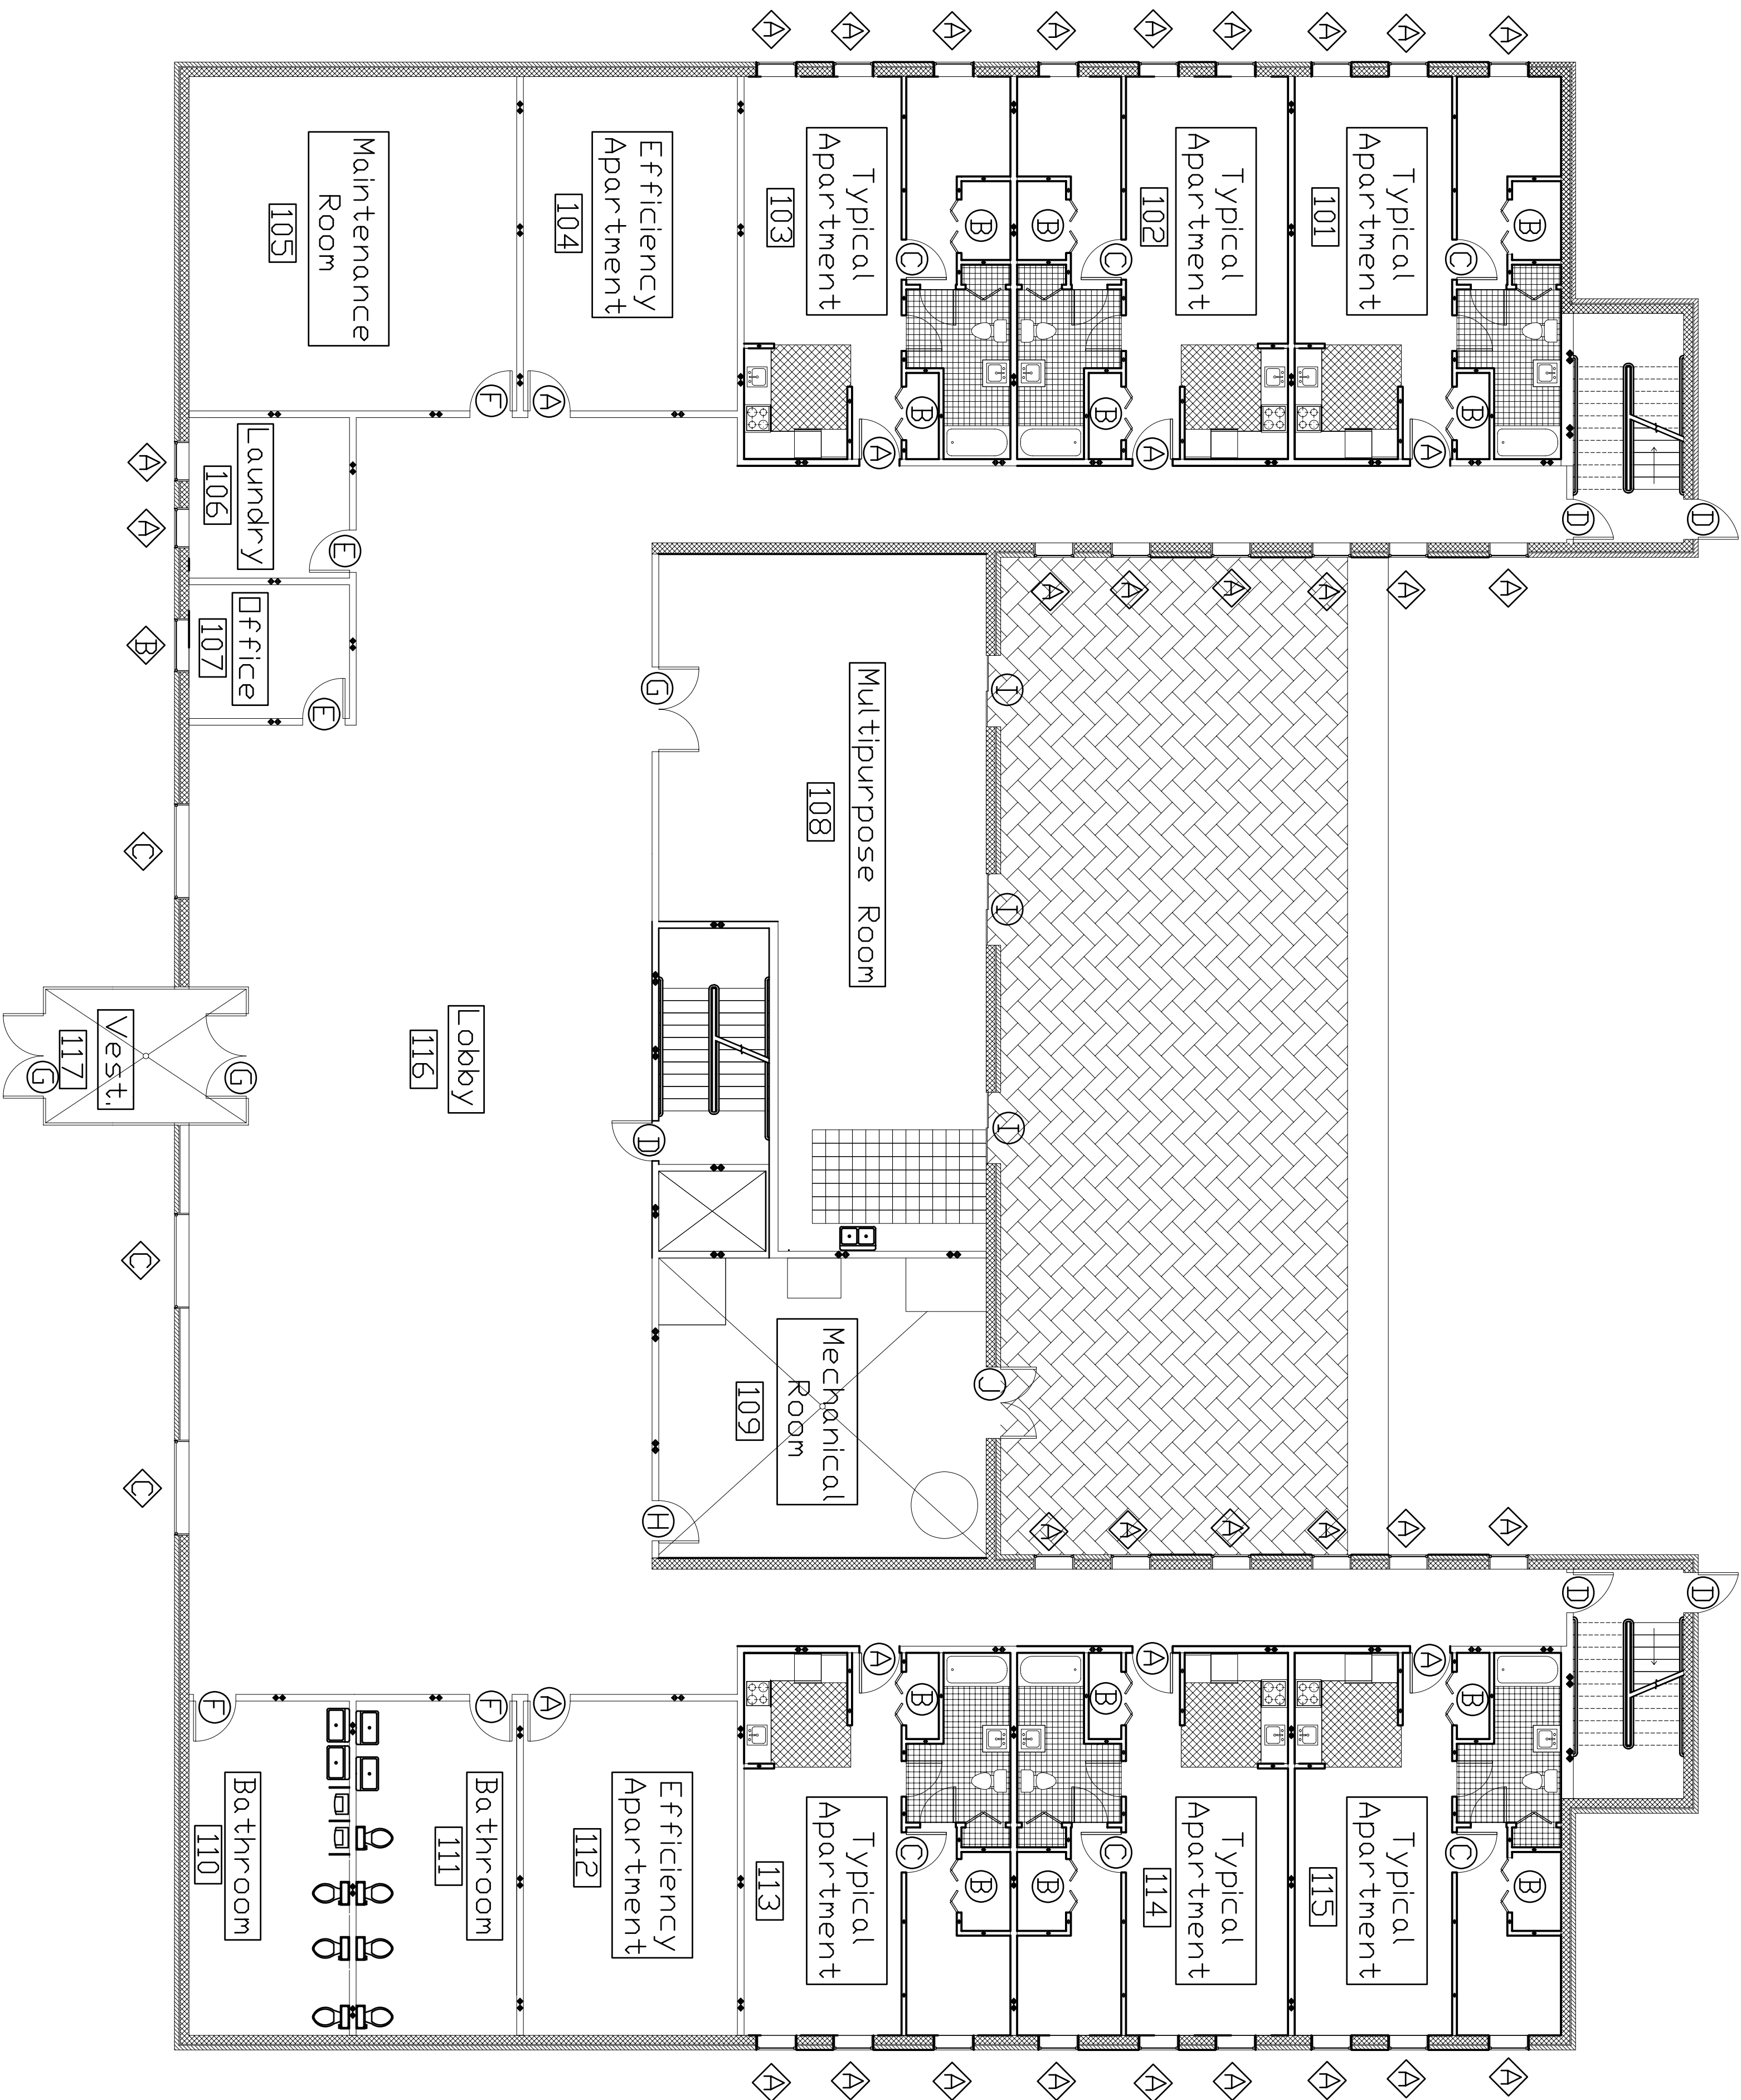 D
D
D
D
B
B
A
A
A
A
B
B
C
C
A
A
A
A
A
A
Typical
Apartment
101
Typical
Apartment
115
A
A
A
A
A
A
A
A
Typical
Apartment
102
Typical
Apartment
114
A
A
A
A
A
A
C
C
B
B
A
A
A
A
B
B
I
I
I
J
B
B
A
A
B
B
C
C
A
A
A
A
Typical
Apartment
103
Multipurpose Room
108
Mechanical
Room
109
Typical
Apartment
113
A
A
G
D
H
Efficiency
Apartment
104
Efficiency
Apartment
112
A
A
F
F
Lobby
116
Bathroom
111
Maintenance
Room
105
E
E
Laundry
106
Office
107
G
Bathroom
110
F
A
A
B
C
Vest.
117
C
C
G